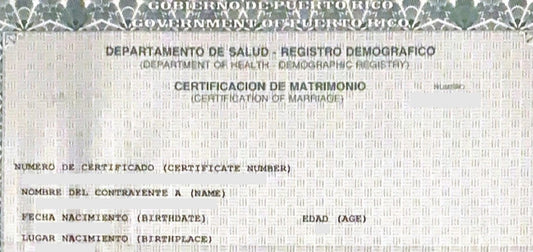 GOBIERNO DE PUERTO RICO
GOVERNMENT OF PUERTO RICO
DEPARTAMENTO DE SALUD - REGISTRO DEMOGRAFICO
(DEPARTMENT OF HEALTH - DEMOGRAPHIC REGISTRY)
CERTIFICACION DE MATRIMONIO NUMERO
(CERTIFICATION OF MARRIAGE)
NUMERO DE CERTIFICADO (CERTIFICATE NUMBER)
NOMBRE DEL CONTRAYENTE A (NAME)
FECHA NACIMIENTO (BIRTHDATE) EDAD (AGE)
LUGAR NACIMIENTO (BIRTHPLACE)